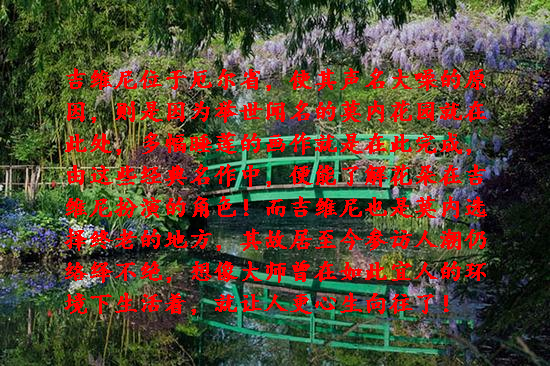 吉维尼位于厄尔省，使其声名大噪的原
因，则是因为举世闻名的莫内花园就在
此处，多幅睡莲的画作就是在此完成，
由这些经典名作中，便能了解花朵在吉
维尼扮演的角色！而吉维尼也是莫内选
择终老的地方，其故居至今参访人潮仍
络绎不绝，想像大师曾在如此宜人的环
境下生活着，就让人更心生向往了！